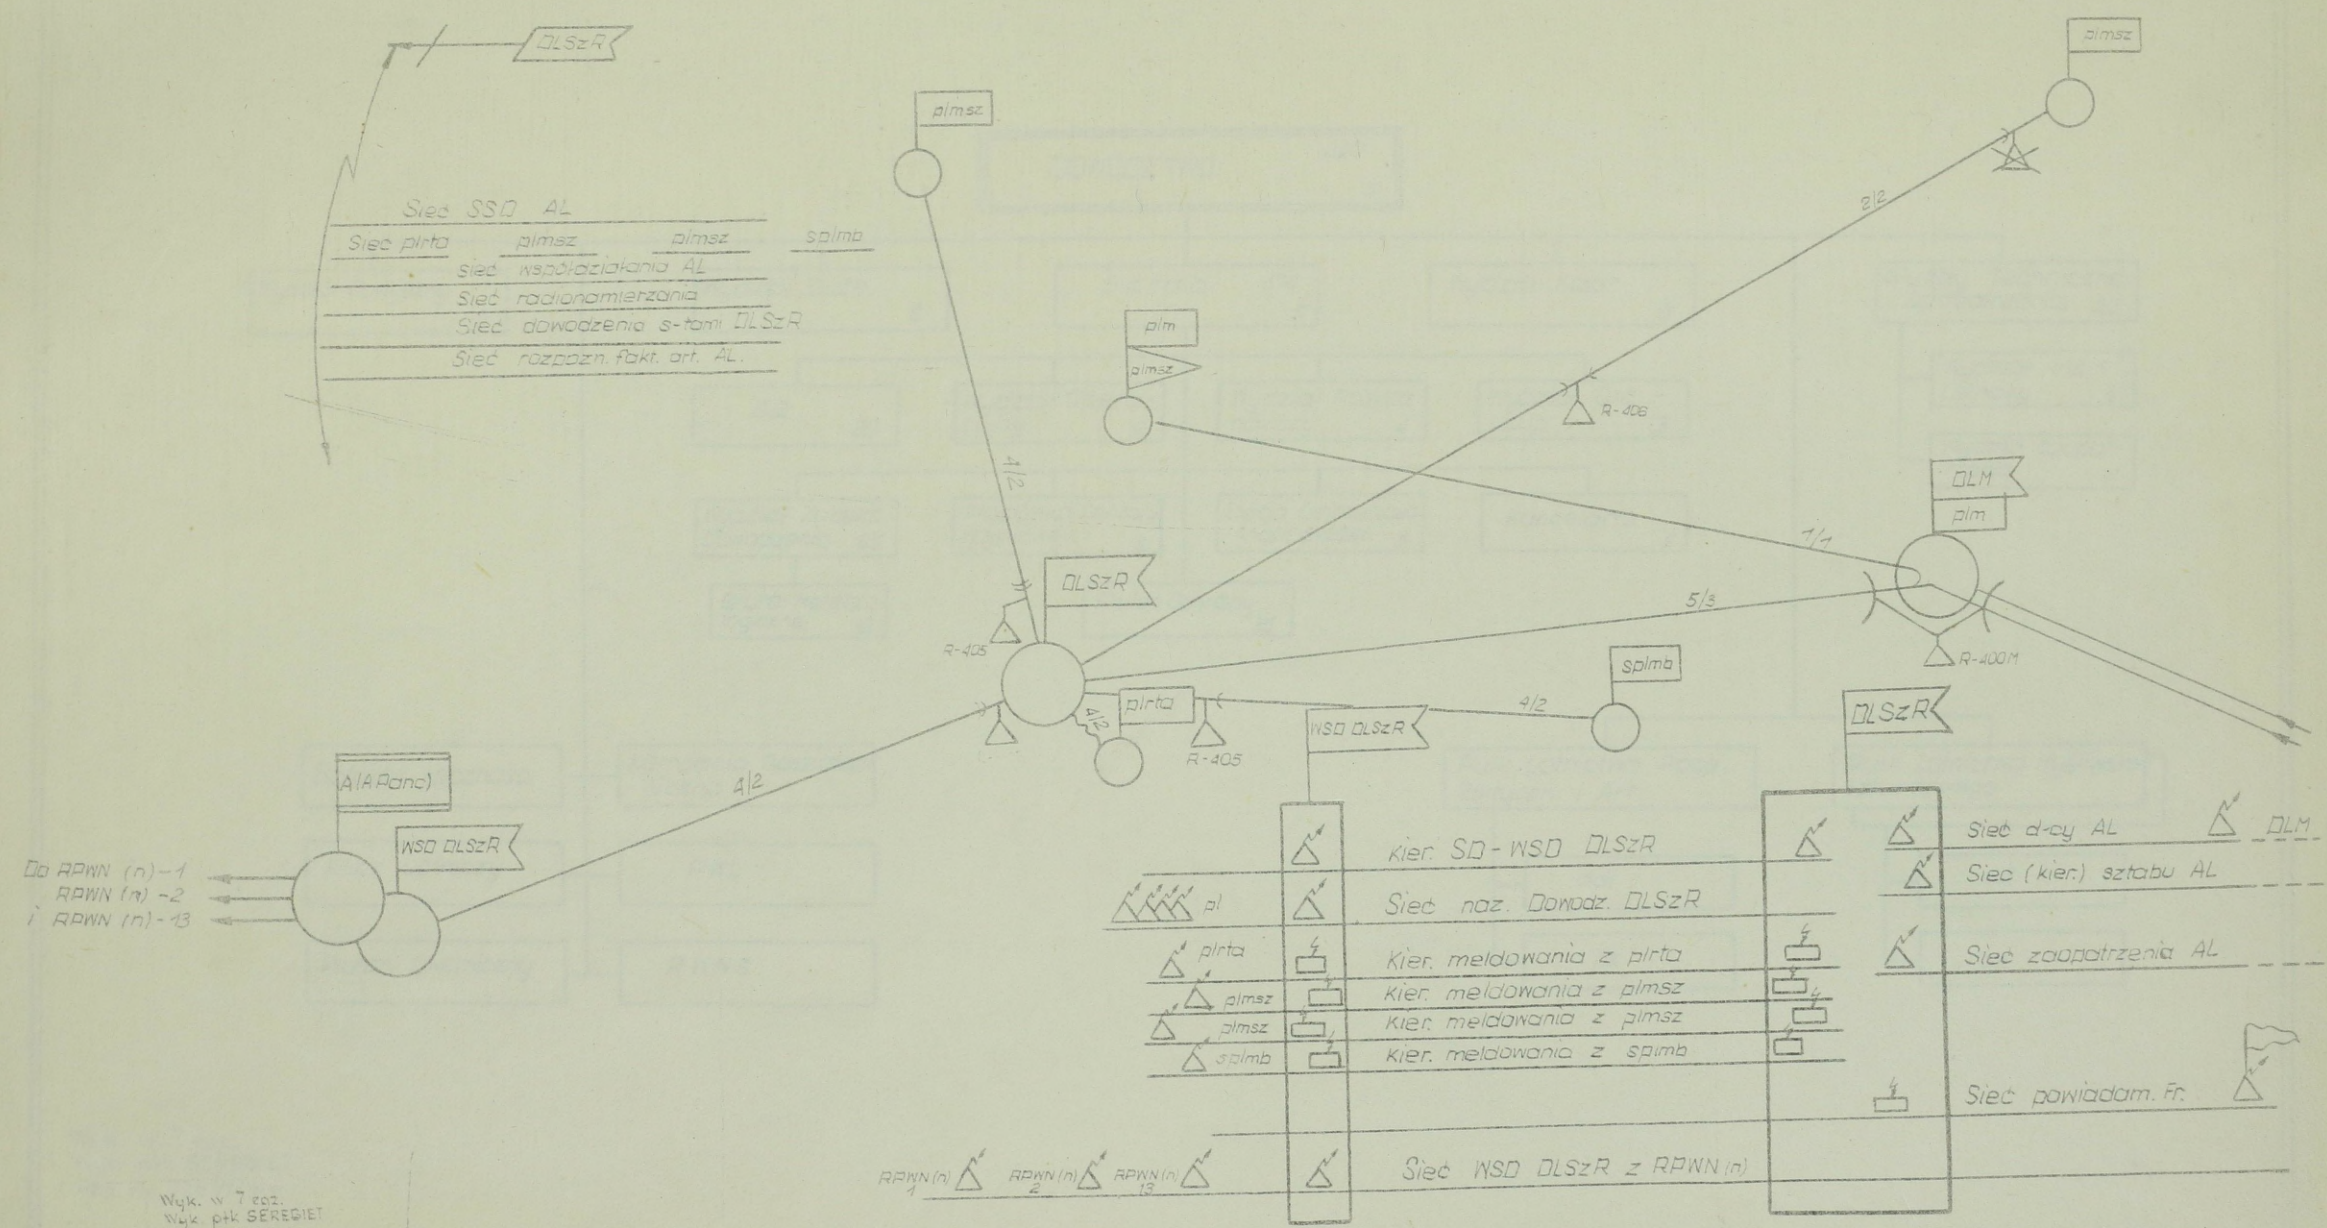 DLSzR
plmsz
plmsz
Sieć SSD AL
Sieć plrta plmsz plmsz splmb
Sieć współdziałania AL
Sieć radionamierzania
Sieć dowodzenia s-tami DLSzR
Sieć rozpozn. fakt. art. AL.
2/2
plm
plmsz
R-406
4/2
DLM
plm
1/1
DLSzR
5/3
R-405
R-400M
splmb
plrta
4/2
4/2
R-405
WSD DLSzR
DLSzR
A(APanc)
4/2
WSD DLSzR
Do RPWN (n)-1
RPWN (n)-2
i RPWN (n)-13
Kier. SD-WSD DLSzR
Sieć d-cy AL DLM
Sieć (kier.) sztabu AL
pl Sieć naz. Dowodz. DLSzR
plrta Kier. meldowania z plrta
Sieć zaopatrzenia AL
plmsz Kier. meldowania z plmsz
plmsz Kier. meldowania z plmsz
splmb Kier. meldowania z splmb
Sieć powiadam. Fr.
RPWN(n) 1 RPWN(n) 2 RPWN(n) 13 Sieć WSD DLSzR z RPWN(n)
Wyk. w 7 egz.
Wyk. płk SEREGIET